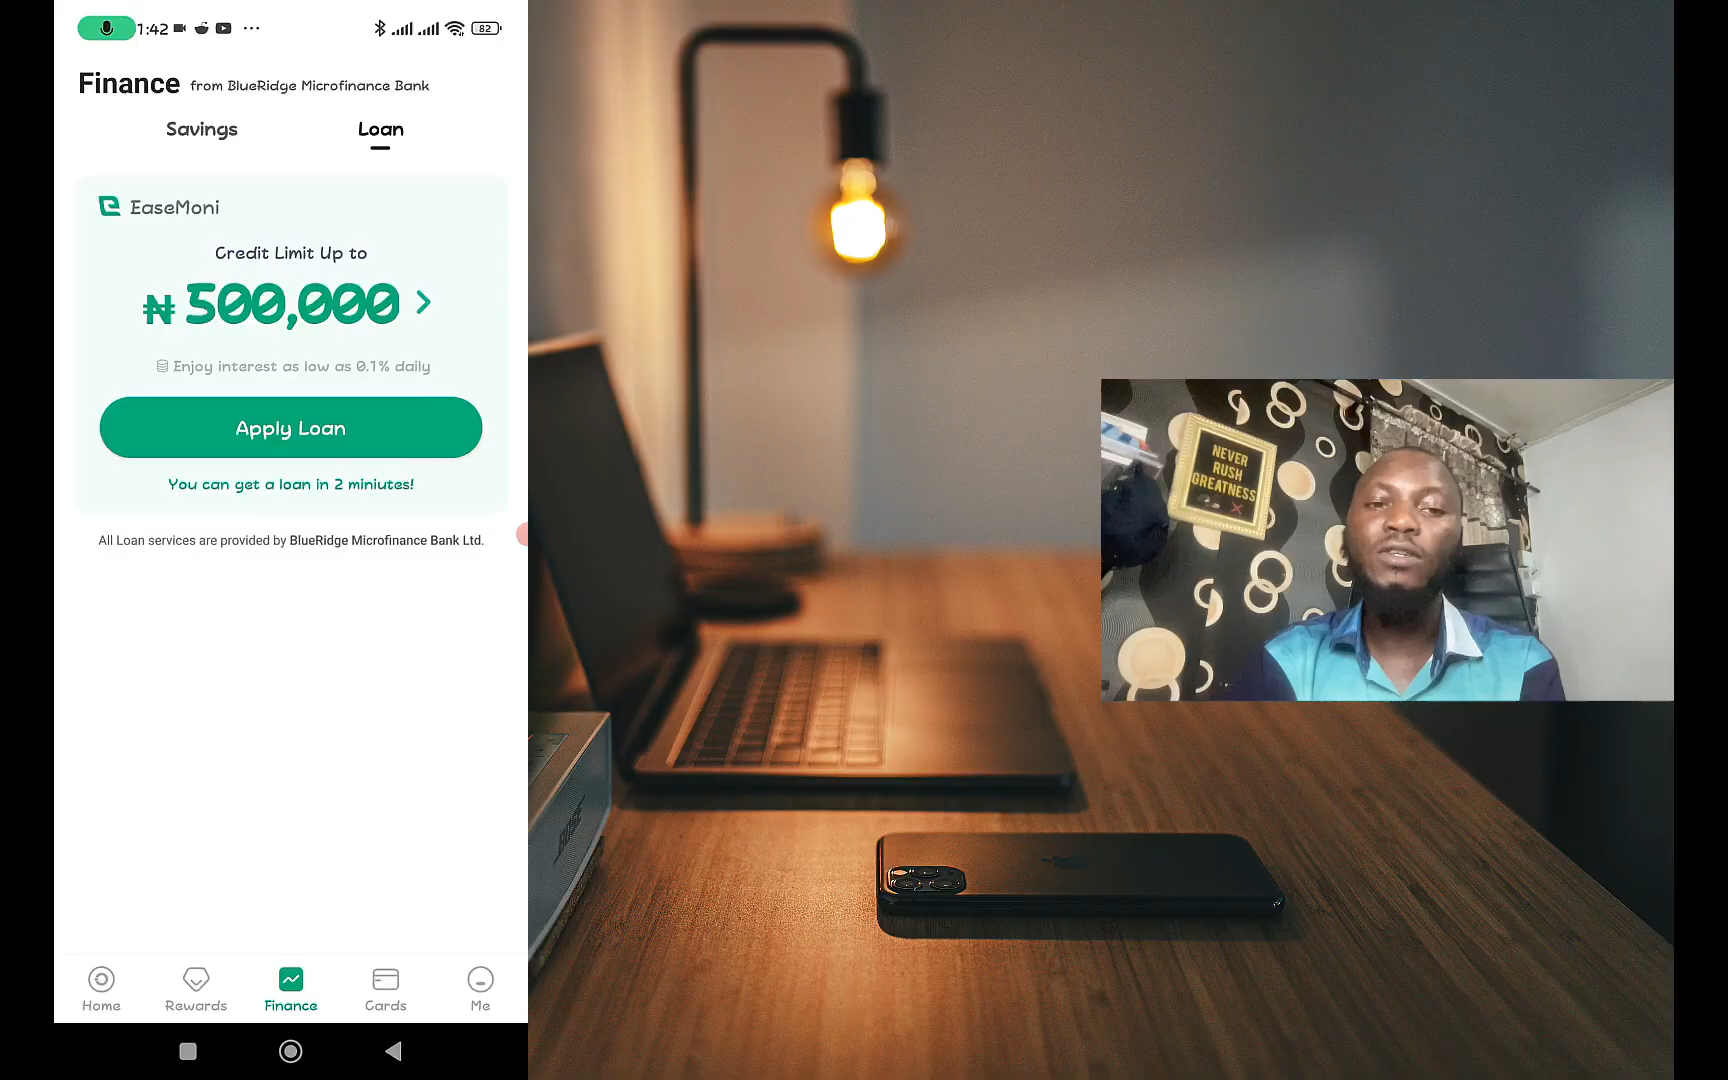 1:42
82
Finance from BlueRidge Microfinance Bank
Savings Loan
EaseMoni
Credit Limit Up to
₦ 500,000
Enjoy interest as low as 0.1% daily
Apply Loan
You can get a loan in 2 miniutes!
All Loan services are provided by BlueRidge Microfinance Bank Ltd.
Home Rewards Finance Cards Me
NEVER
RUSH
GREATNESS